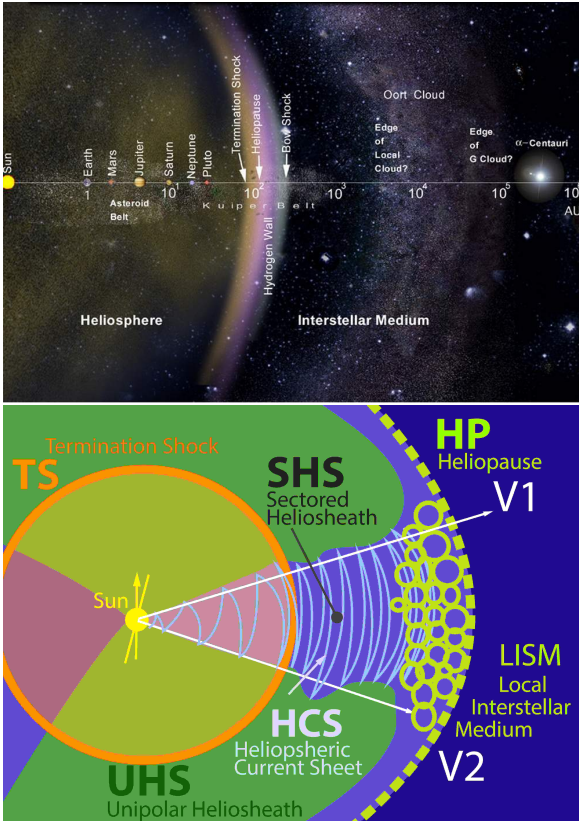 Oort Cloud
Termination Shock
Heliopause
Bow Shock
Edge
of
Local
Cloud?
Edge
of
G Cloud?
α-Centauri
Sun
Earth
Mars
Jupiter
Saturn
Neptune
Pluto
1
10
10²
10³
10⁴
10⁵
AU
Asteroid
Belt
Kuiper Belt
Hydrogen Wall
Heliosphere
Interstellar Medium
HP
Heliopause
Termination Shock
TS
SHS
Sectored
Heliosheath
V1
Sun
LISM
Local
Interstellar
Medium
HCS
Heliopsheric
Current Sheet
V2
UHS
Unipolar Heliosheath